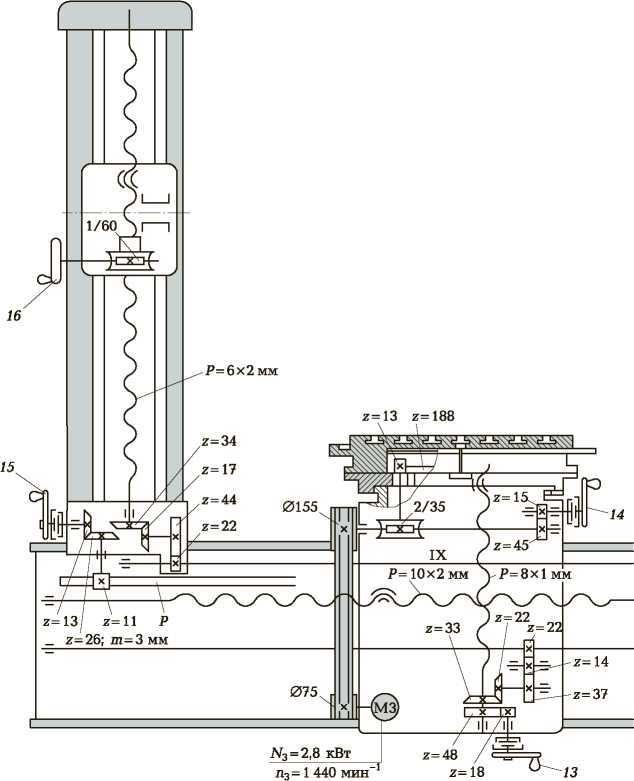 1/60
16
P=6×2 мм
z=13
z=188
z=34
15
z=17
z=44
Ø155
2/35
z=15
14
z=22
z=45
IX
P=10×2 мм
P=8×1 мм
z=13
z=11
P
z=22
z=26; m=3 мм
z=33
z=22
z=14
Ø75
М3
z=37
N3=2,8 кВт
z=48
n3=1 440 мин−1
z=18
13